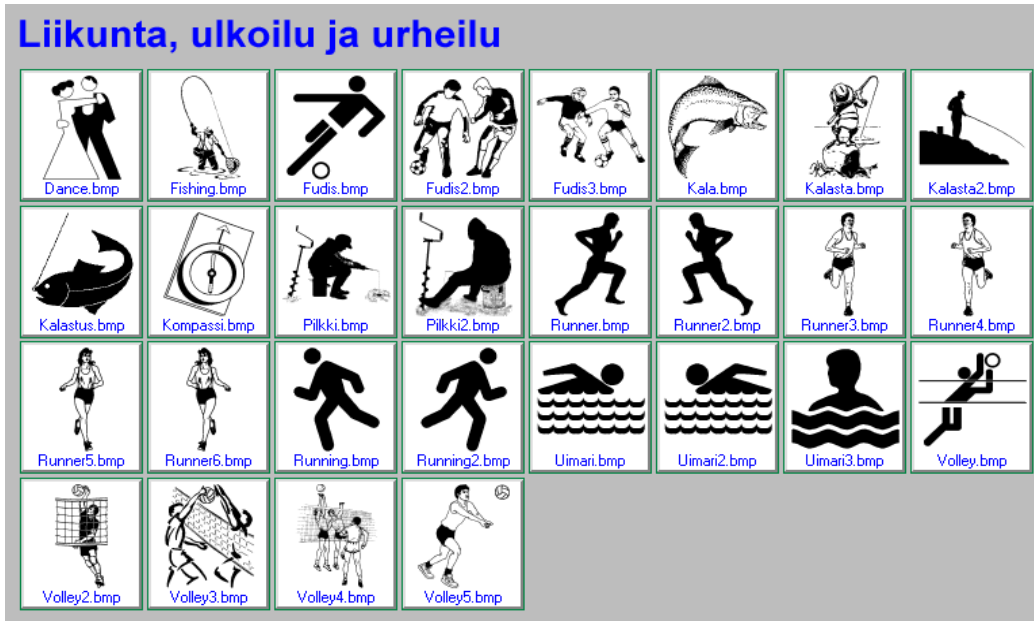 Liikunta, ulkoilu ja urheilu
Dance.bmp Fishing.bmp Fudis.bmp Fudis2.bmp Fudis3.bmp Kala.bmp Kalasta.bmp Kalasta2.bmp
Kalastus.bmp Kompassi.bmp Pilkki.bmp Pilkki2.bmp Runner.bmp Runner2.bmp Runner3.bmp Runner4.bmp
Runner5.bmp Runner6.bmp Running.bmp Running2.bmp Uimari.bmp Uimari2.bmp Uimari3.bmp Volley.bmp
Volley2.bmp Volley3.bmp Volley4.bmp Volley5.bmp